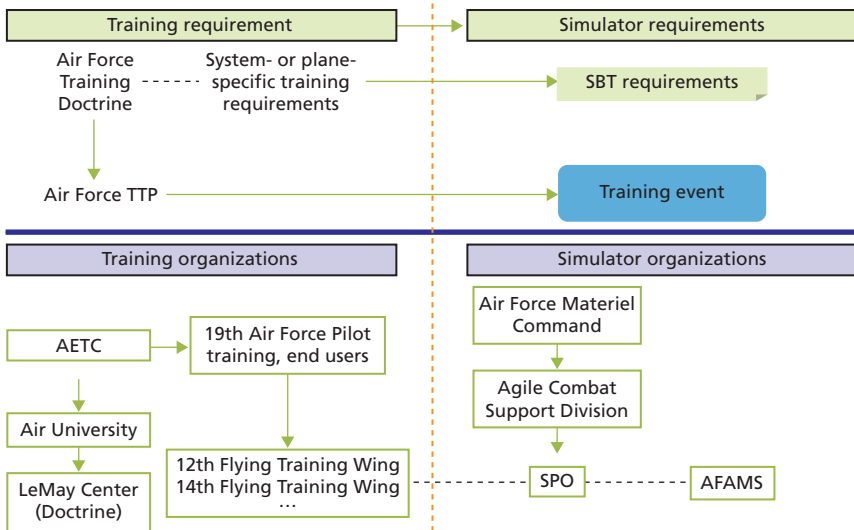 Training requirement
Simulator requirements
Air Force
Training
Doctrine
System- or plane-
specific training
requirements
SBT requirements
Air Force TTP
Training event
Training organizations
Simulator organizations
AETC
19th Air Force Pilot
training, end users
Air Force Materiel
Command
Agile Combat
Support Division
Air University
LeMay Center
(Doctrine)
12th Flying Training Wing
14th Flying Training Wing
...
SPO
AFAMS